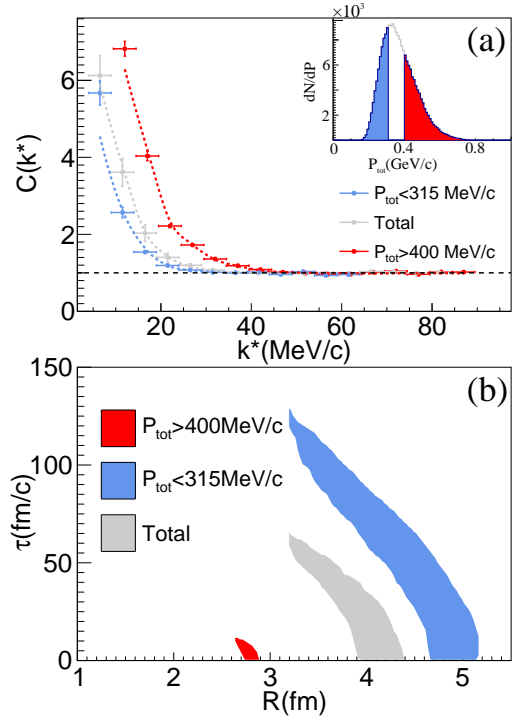 (a)
×10³
6
dN/dP
2
0
0.4
0.8
P_tot(GeV/c)
C(k*)
6
4
2
0
P_tot<315 MeV/c
Total
P_tot>400 MeV/c
20
40
60
80
k*(MeV/c)
(b)
τ(fm/c)
150
100
50
0
P_tot>400MeV/c
P_tot<315MeV/c
Total
1
2
3
4
5
R(fm)